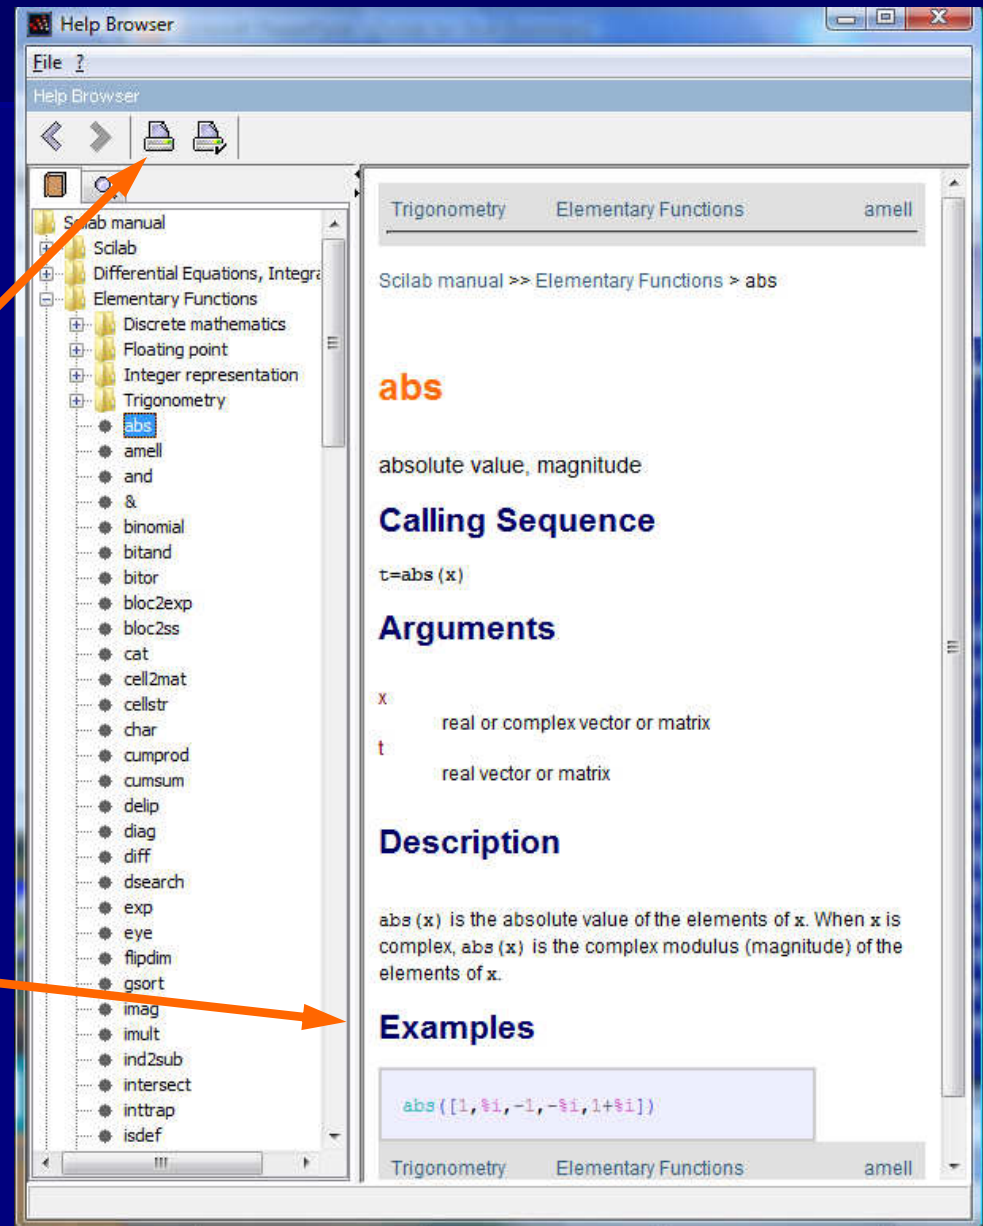 Help Browser
File ?
Help Browser
Scilab manual
Scilab
Differential Equations, Integra
Elementary Functions
Discrete mathematics
Floating point
Integer representation
Trigonometry
abs
amell
and
&
binomial
bitand
bitor
bloc2exp
bloc2ss
cat
cell2mat
cellstr
char
cumprod
cumsum
delip
diag
diff
dsearch
exp
eye
flipdim
gsort
imag
imult
ind2sub
intersect
inttrap
isdef
Trigonometry Elementary Functions amell
Scilab manual >> Elementary Functions > abs
abs
absolute value, magnitude
Calling Sequence
t=abs(x)
Arguments
x
real or complex vector or matrix
t
real vector or matrix
Description
abs(x) is the absolute value of the elements of x. When x is
complex, abs(x) is the complex modulus (magnitude) of the
elements of x.
Examples
abs([1,%i,-1,-%i,1+%i])
Trigonometry Elementary Functions amell